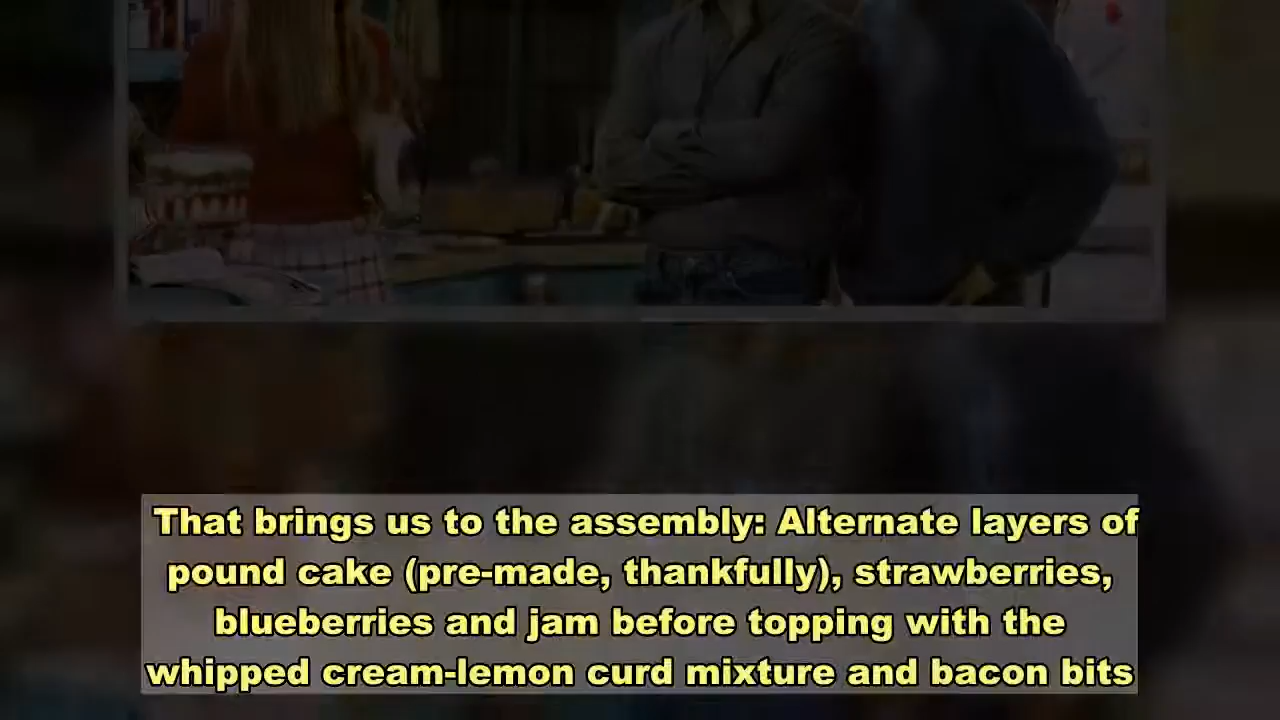 That brings us to the assembly: Alternate layers of
pound cake (pre-made, thankfully), strawberries,
blueberries and jam before topping with the
whipped cream-lemon curd mixture and bacon bits